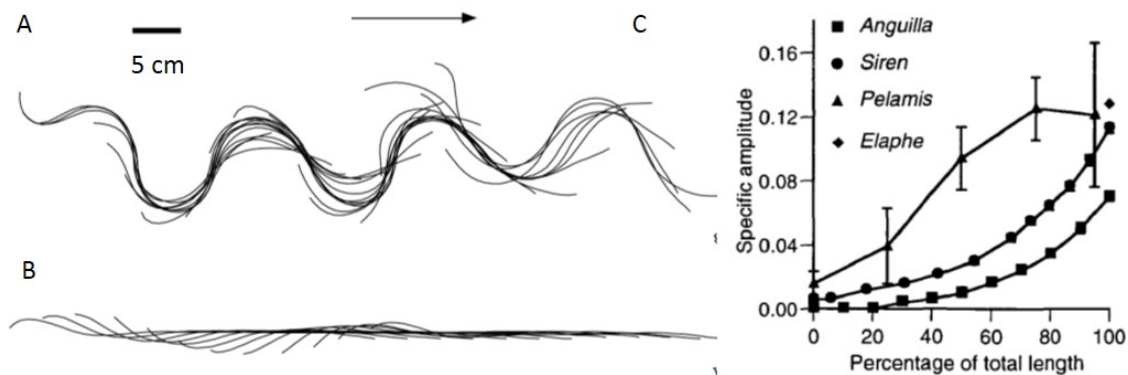 A
5 cm
B
C
Anguilla
Siren
Pelamis
Elaphe
Specific amplitude
0.16
0.12
0.08
0.04
0.00
0 20 40 60 80 100
Percentage of total length